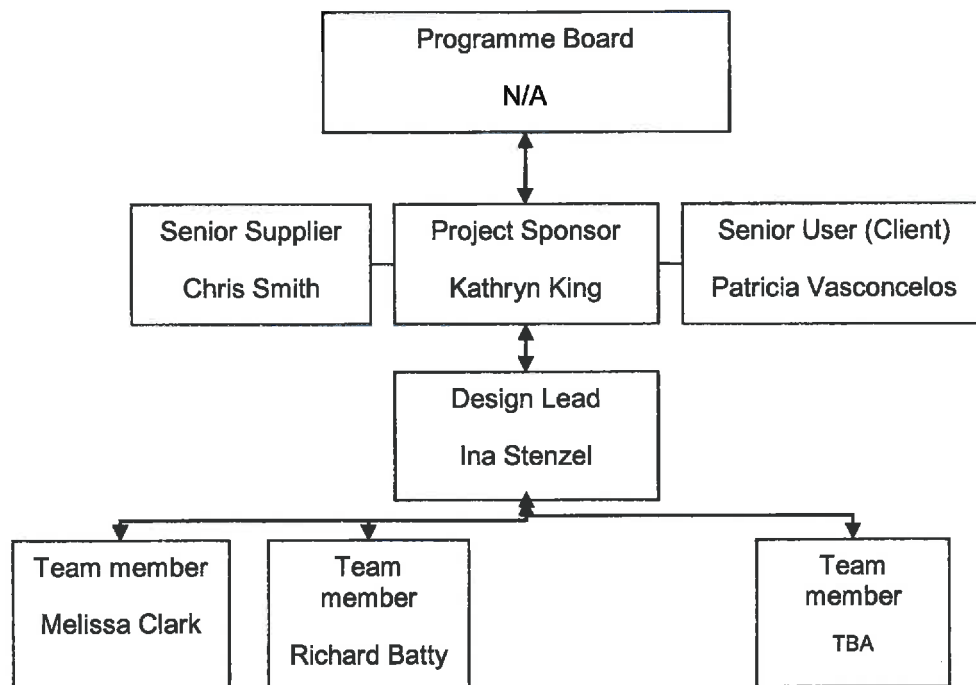 Programme Board
N/A
Senior Supplier
Chris Smith
Project Sponsor
Kathryn King
Senior User (Client)
Patricia Vasconcelos
Design Lead
Ina Stenzel
Team member
Melissa Clark
Team
member
Richard Batty
Team
member
TBA